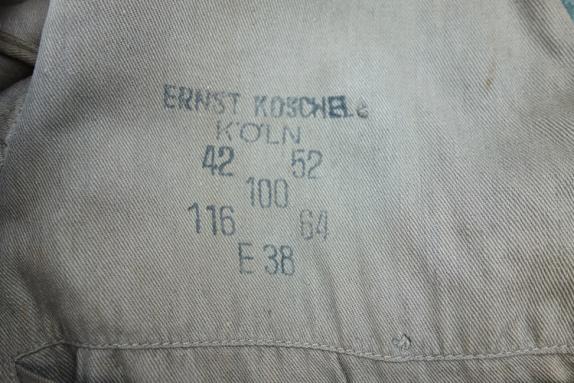 ERNST KOSCHEL
KÖLN
42 52
100
116 64
E 38